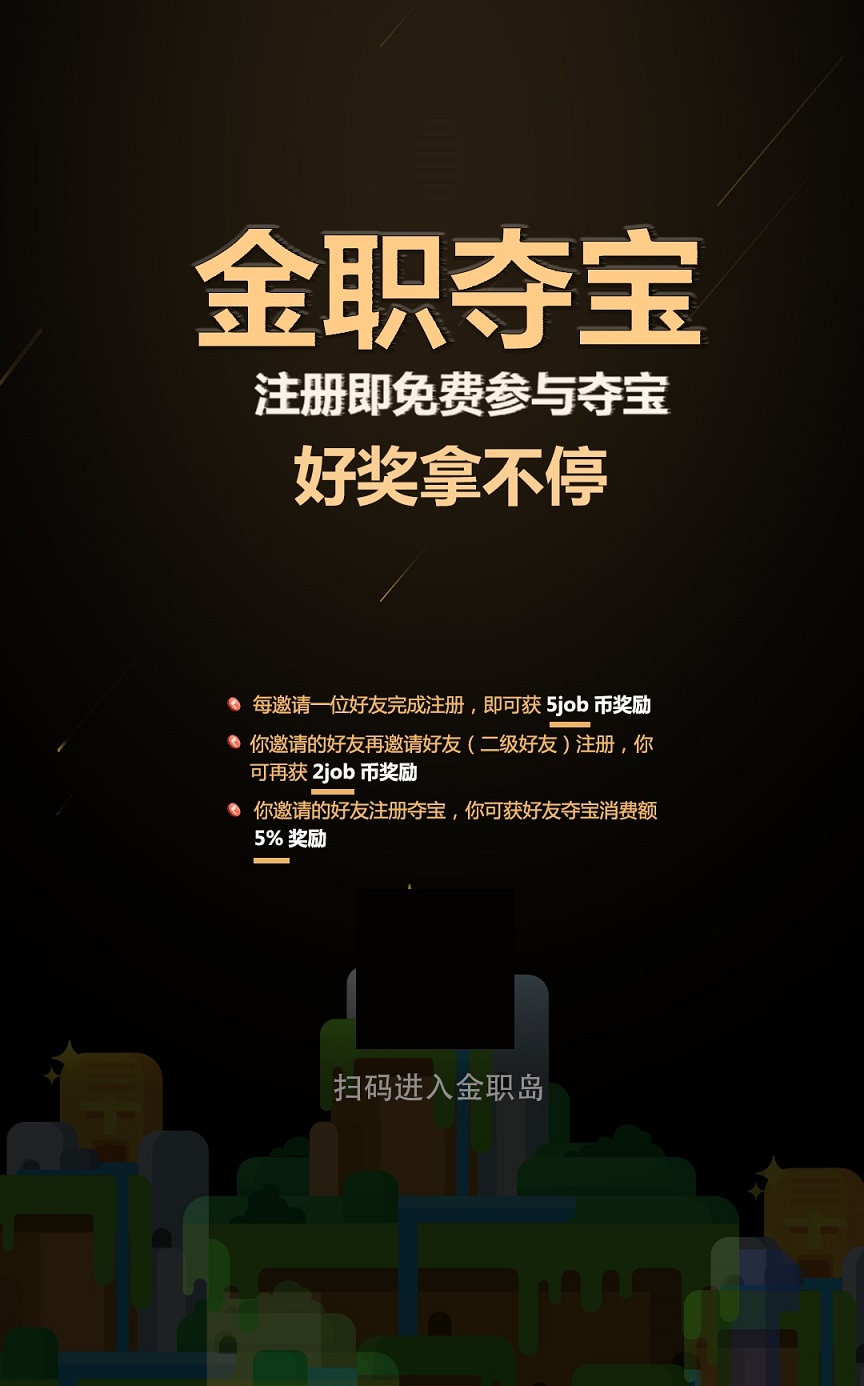 金职夺宝
注册即免费参与夺宝
好奖拿不停
每邀请一位好友完成注册，即可获 5job 币奖励
你邀请的好友再邀请好友（二级好友）注册，你
可再获 2job 币奖励
你邀请的好友注册夺宝，你可获好友夺宝消费额
5% 奖励
扫码进入金职岛